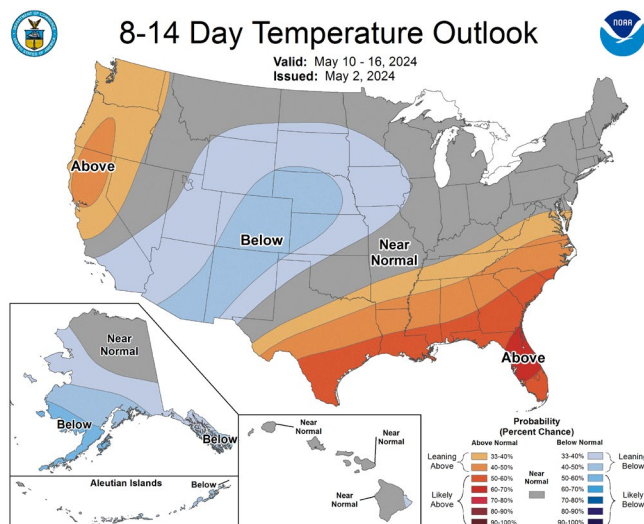 NOAA
8-14 Day Temperature Outlook
Valid: May 10 - 16, 2024
Issued: May 2, 2024
Above
Below
Near
Normal
Above
Near
Normal
Below
Below
Aleutian Islands
Below
Near
Normal
Near
Normal
Near
Normal
Probability
(Percent Chance)
Above Normal
Below Normal
Leaning
Above
33-40%
40-50%
50-60%
60-70%
70-80%
80-90%
90-100%
Likely
Above
Near
Normal
33-40%
40-50%
50-60%
60-70%
70-80%
80-90%
90-100%
Leaning
Below
Likely
Below